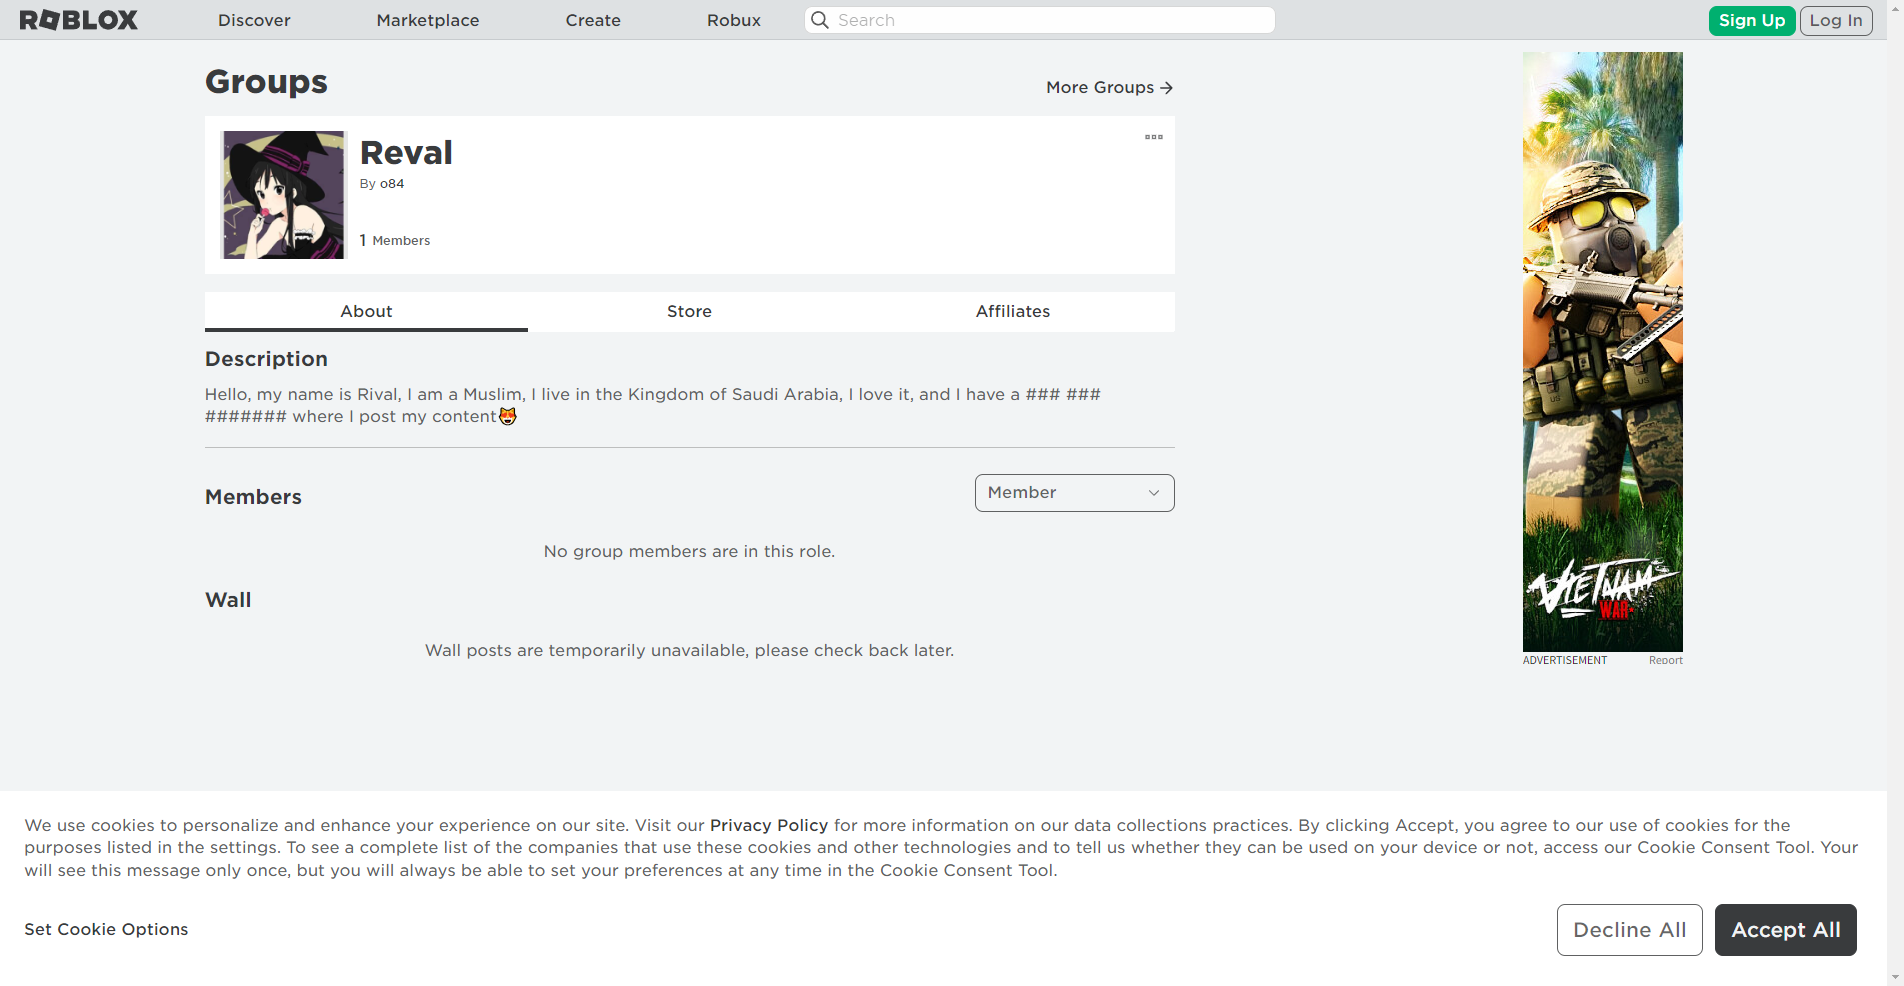 ROBLOX
Discover
Marketplace
Create
Robux
Search
Sign Up
Log In
Groups
More Groups →
Reval
By o84
1 Members
About
Store
Affiliates
Description
Hello, my name is Rival, I am a Muslim, I live in the Kingdom of Saudi Arabia, I love it, and I have a ### ###
####### where I post my content😻
Members
Member
No group members are in this role.
Wall
Wall posts are temporarily unavailable, please check back later.
US
US
VIETNAM
WAR
ADVERTISEMENT
Report
We use cookies to personalize and enhance your experience on our site. Visit our Privacy Policy for more information on our data collections practices. By clicking Accept, you agree to our use of cookies for the
purposes listed in the settings. To see a complete list of the companies that use these cookies and other technologies and to tell us whether they can be used on your device or not, access our Cookie Consent Tool. Your
will see this message only once, but you will always be able to set your preferences at any time in the Cookie Consent Tool.
Set Cookie Options
Decline All
Accept All